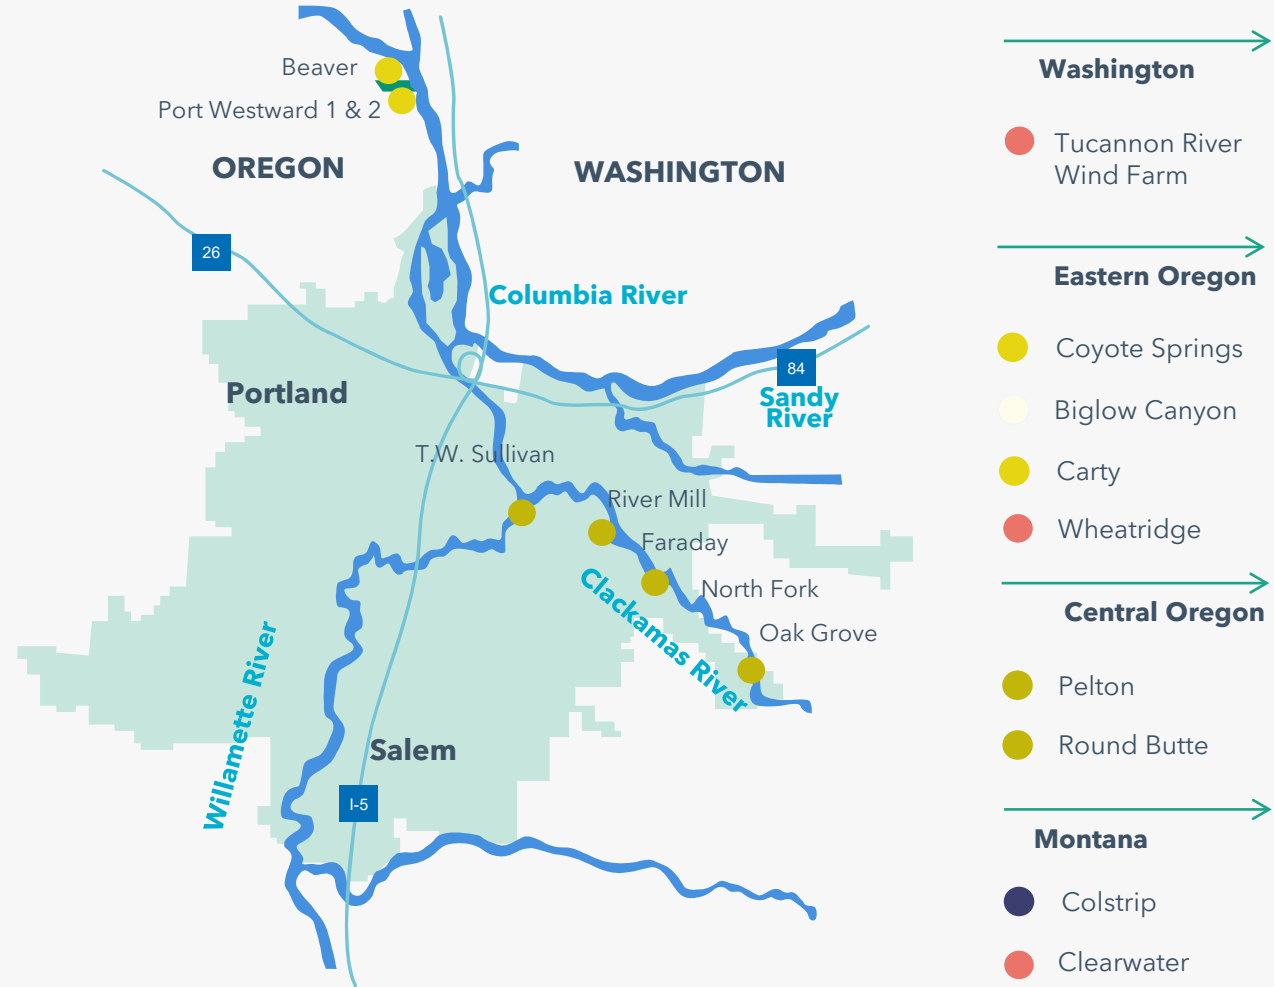 Beaver
Port Westward 1 & 2
OREGON
WASHINGTON
26
Columbia River
84
Sandy
River
Portland
T.W. Sullivan
River Mill
Faraday
North Fork
Oak Grove
Clackamas River
Willamette River
Salem
I-5
Washington
Tucannon River
Wind Farm
Eastern Oregon
Coyote Springs
Biglow Canyon
Carty
Wheatridge
Central Oregon
Pelton
Round Butte
Montana
Colstrip
Clearwater